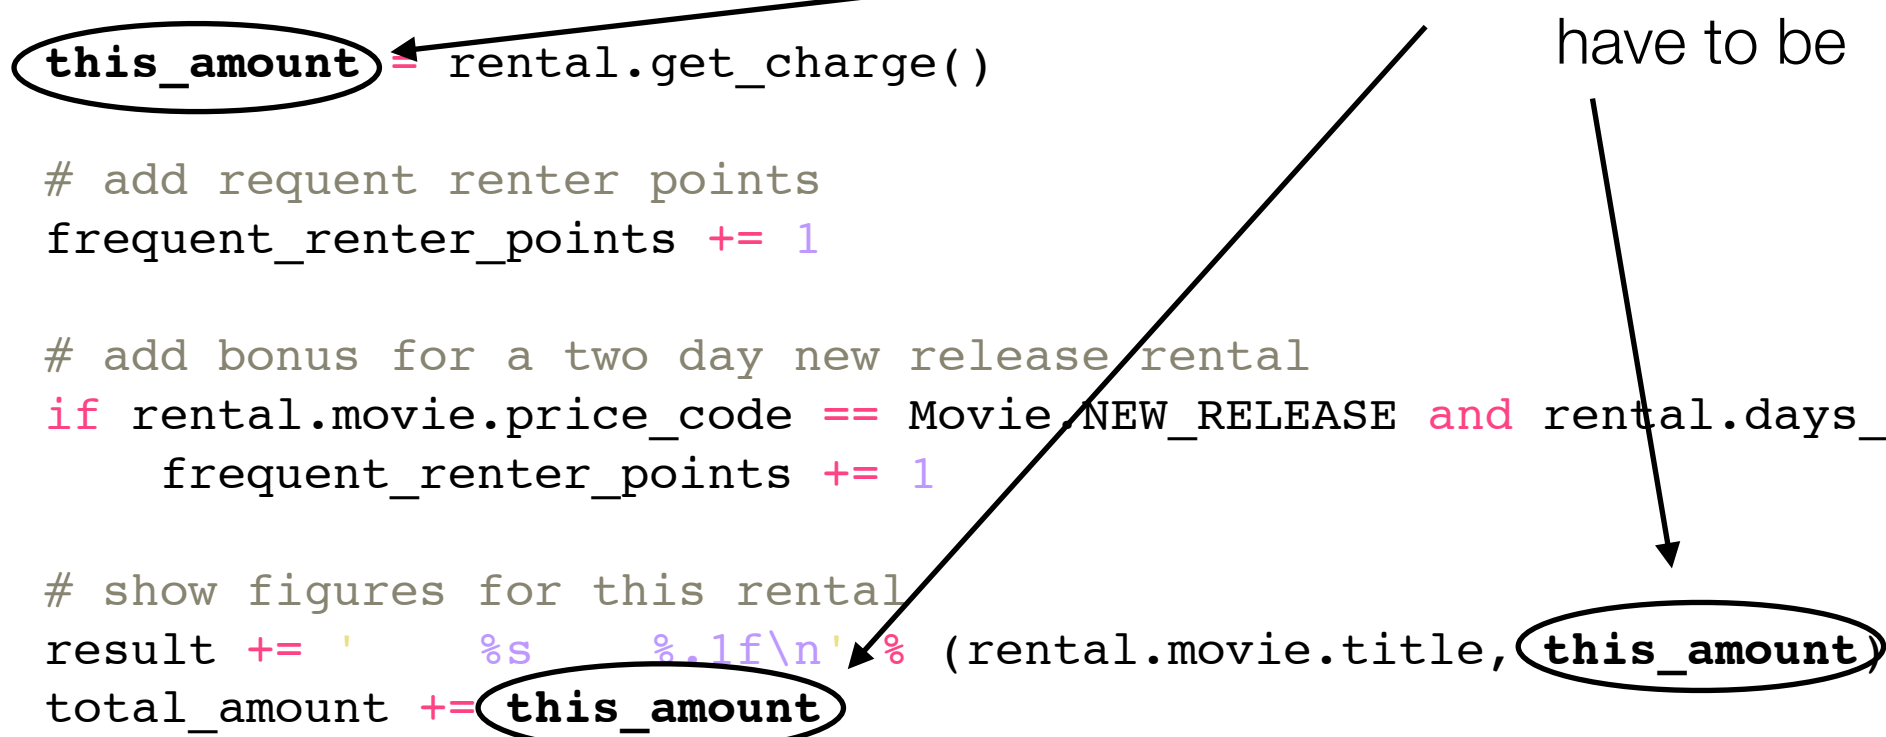 have to be
this_amount = rental.get_charge()
# add requent renter points
frequent_renter_points += 1
# add bonus for a two day new release rental
if rental.movie.price_code == Movie.NEW_RELEASE and rental.days_
    frequent_renter_points += 1
# show figures for this rental
result += '    %s    %.1f\n' % (rental.movie.title, this_amount)
total_amount += this_amount